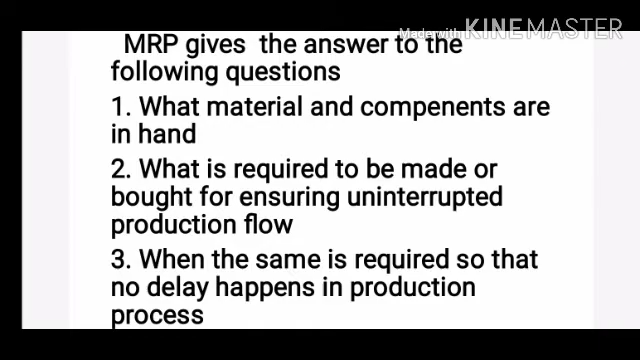 Made with KINEMASTER
MRP gives the answer to the
following questions
1. What material and compenents are
in hand
2. What is required to be made or
bought for ensuring uninterrupted
production flow
3. When the same is required so that
no delay happens in production
process